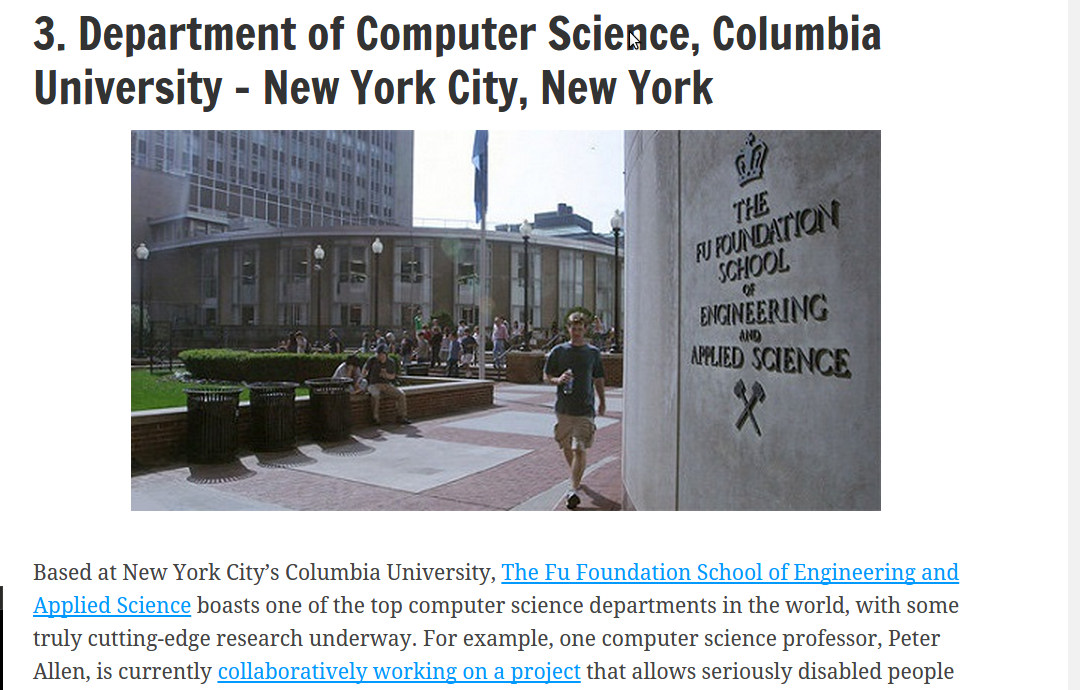 3. Department of Computer Science, Columbia
University - New York City, New York
THE
FU FOUNDATION
SCHOOL
OF
ENGINEERING
AND
APPLIED SCIENCE
Based at New York City’s Columbia University, The Fu Foundation School of Engineering and
Applied Science boasts one of the top computer science departments in the world, with some
truly cutting-edge research underway. For example, one computer science professor, Peter
Allen, is currently collaboratively working on a project that allows seriously disabled people